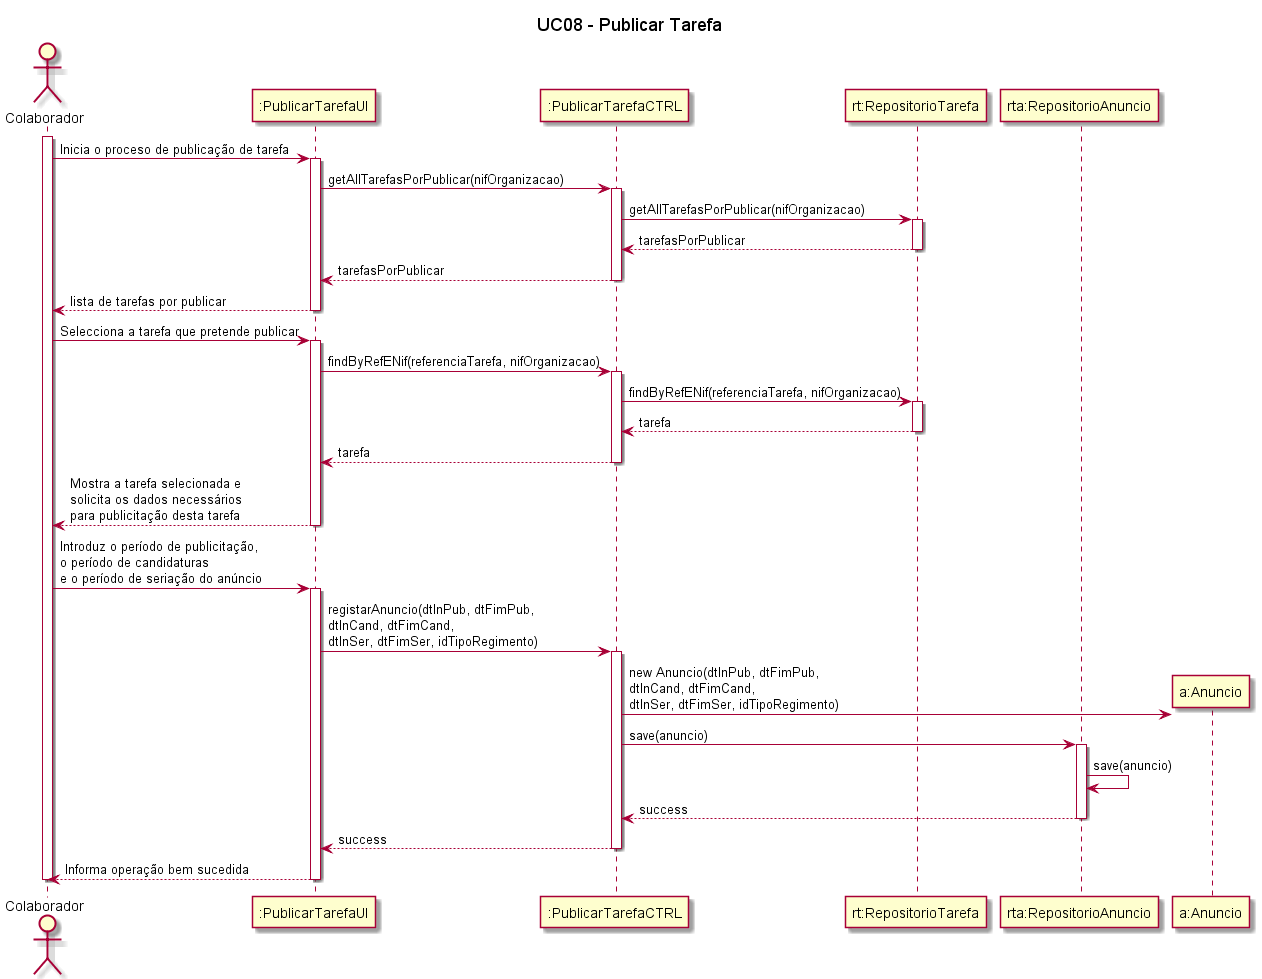 UC08 - Publicar Tarefa
Colaborador
:PublicarTarefaUI
:PublicarTarefaCTRL
rt:RepositorioTarefa
rta:RepositorioAnuncio
Inicia o processo de publicação de tarefa
getAllTarefasPorPublicar(nifOrganizacao)
getAllTarefasPorPublicar(nifOrganizacao)
tarefasPorPublicar
tarefasPorPublicar
lista de tarefas por publicar
Selecciona a tarefa que pretende publicar
findByRefENif(referenciaTarefa, nifOrganizacao)
findByRefENif(referenciaTarefa, nifOrganizacao)
tarefa
tarefa
Mostra a tarefa selecionada e
solicita os dados necessários
para publicitação desta tarefa
Introduz o período de publicitação,
o período de candidaturas
e o período de seriação do anúncio
registarAnuncio(dtInPub, dtFimPub,
dtInCand, dtFimCand,
dtInSer, dtFimSer, idTipoRegimento)
new Anuncio(dtInPub, dtFimPub,
dtInCand, dtFimCand,
dtInSer, dtFimSer, idTipoRegimento)
a:Anuncio
save(anuncio)
save(anuncio)
success
success
Informa operação bem sucedida
Colaborador
:PublicarTarefaUI
:PublicarTarefaCTRL
rt:RepositorioTarefa
rta:RepositorioAnuncio
a:Anuncio